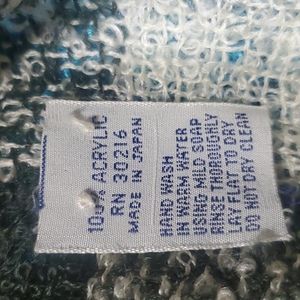 100% ACRYLIC
RN 34216
MADE IN JAPAN
HAND WASH
IN WARM WATER
USING MILD SOAP
RINSE THOROUGHLY
LAY FLAT TO DRY
DO NOT DRY CLEAN